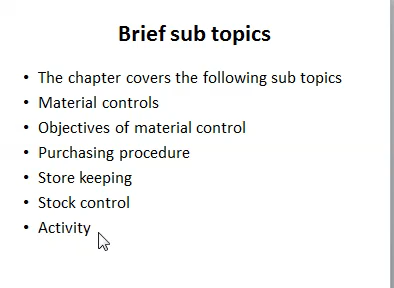 Brief sub topics
• The chapter covers the following sub topics
• Material controls
• Objectives of material control
• Purchasing procedure
• Store keeping
• Stock control
• Activity